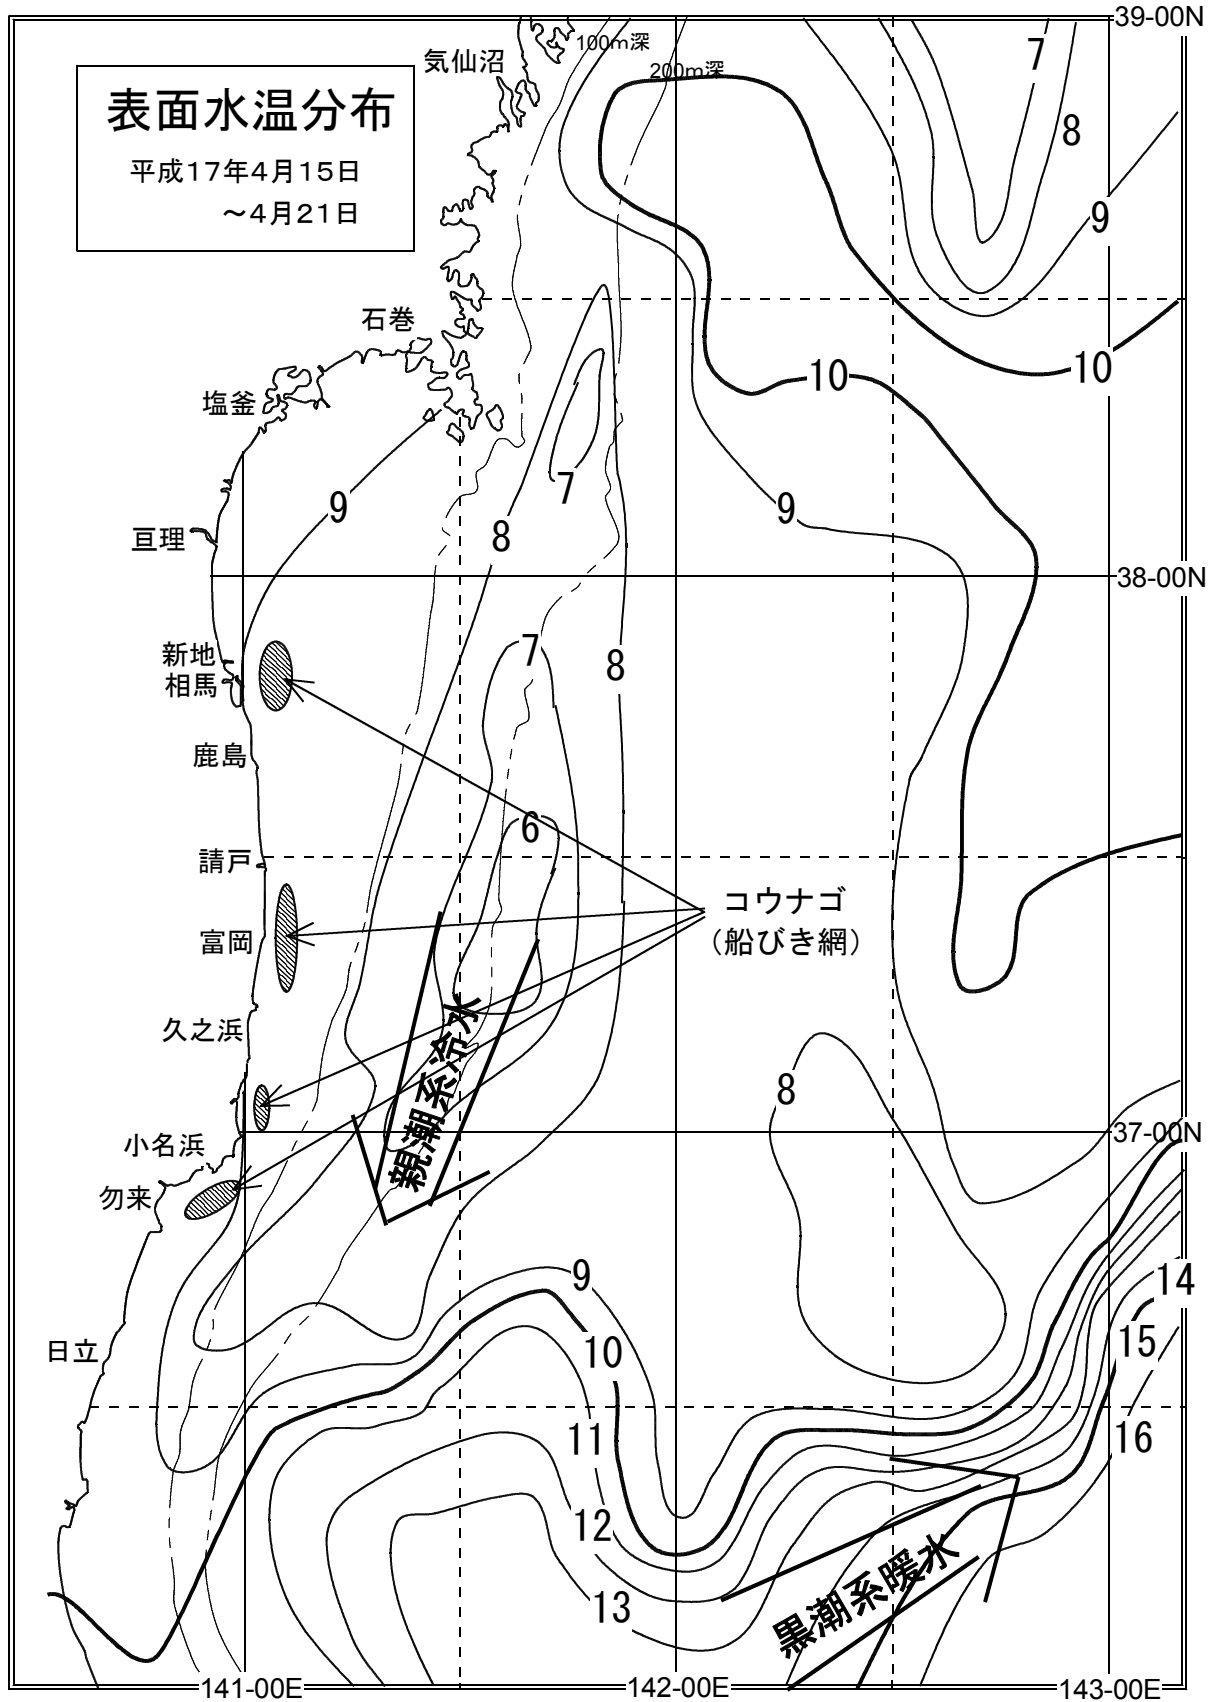 39-00N
気仙沼
100m深
200m深
7
表面水温分布
平成17年4月15日
～4月21日
8
9
石巻
10
10
塩釜
7
9
9
8
亘理
38-00N
新地
7
8
相馬
鹿島
6
請戸
コウナゴ
（船びき網）
富岡
久之浜
親潮系冷水
8
小名浜
37-00N
勿来
9
14
日立
10
15
11
16
12
13
黒潮系暖水
141-00E
142-00E
143-00E